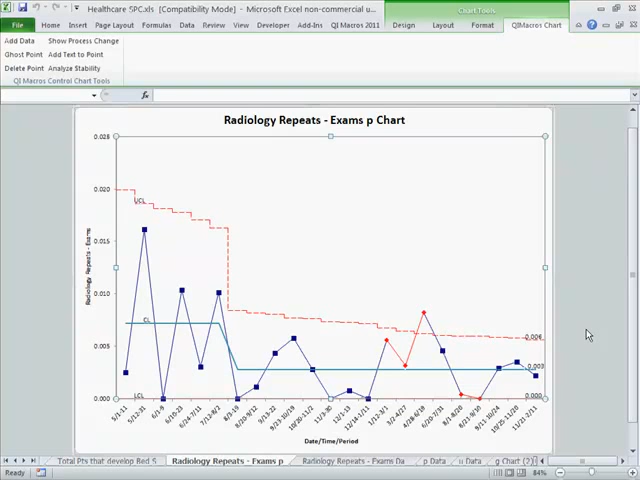 Healthcare SPC.xls [Compatibility Mode] - Microsoft Excel non-commercial u...
Chart Tools
File Home Insert Page Layout Formulas Data Review View Developer Add-Ins QI Macros 2011 Design Layout Format QIMacros Chart
Add Data Show Process Change
Ghost Point Add Text to Point
Delete Point Analyze Stability
QI Macros Control Chart Tools
fx
Radiology Repeats - Exams p Chart
0.025
0.020
UCL
0.015
0.010
CL
0.005
0.006
0.003
0.000
LCL
0.000
Radiology Repeats - Exams
Date/Time/Period
Total Pts that develop Red S Radiology Repeats - Exams p Radiology Repeats - Exams Da p Data u Data g Chart (2)
Ready 84%